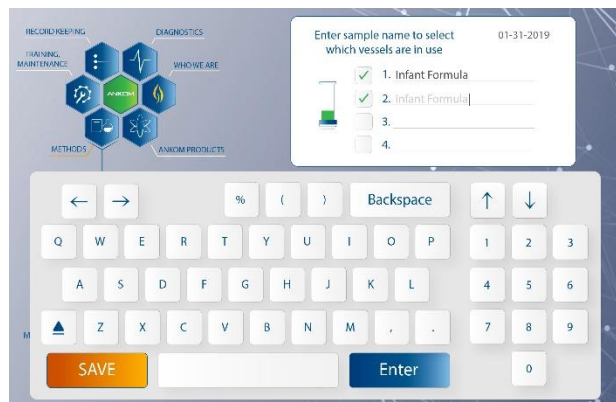 RECORD KEEPING
DIAGNOSTICS
TRAINING,
MAINTENANCE
WHO WE ARE
ANKOM
METHODS
ANKOM PRODUCTS
Enter sample name to select
which vessels are in use
01-31-2019
1. Infant Formula
2. Infant Formula
3.
4.
← → % ( ) Backspace ↑ ↓
Q W E R T Y U I O P 1 2 3
A S D F G H J K L 4 5 6
M
Z X C V B N M , . 7 8 9
SAVE Enter 0